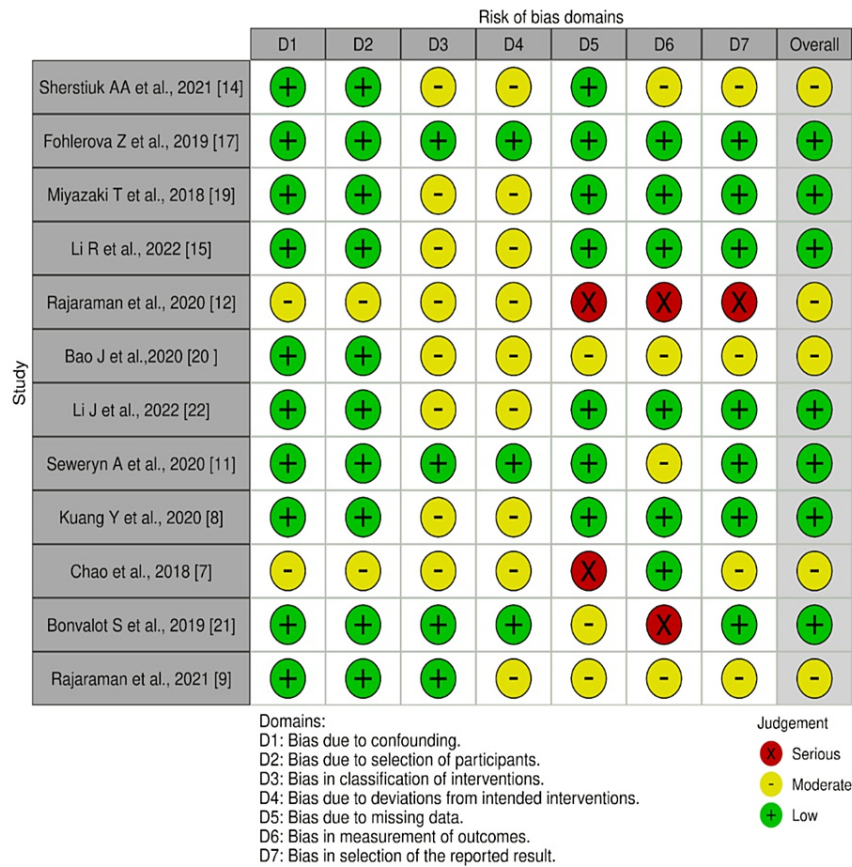 Risk of bias domains
D1 D2 D3 D4 D5 D6 D7 Overall
Study
Sherstiuk AA et al., 2021 [14] + + - - + - - -
Fohlerova Z et al., 2019 [17] + + + + + + + +
Miyazaki T et al., 2018 [19] + + - - + + + +
Li R et al., 2022 [15] + + - - + + + +
Rajaraman et al., 2020 [12] - - - - X X X -
Bao J et al.,2020 [20 ] + + - - - - - -
Li J et al., 2022 [22] + + - - + + + +
Seweryn A et al., 2020 [11] + + + + + - + +
Kuang Y et al., 2020 [8] + + - - + + + +
Chao et al., 2018 [7] - - - - X + - -
Bonvalot S et al., 2019 [21] + + + + - X + +
Rajaraman et al., 2021 [9] + + + - - - - -
Domains:
D1: Bias due to confounding.
D2: Bias due to selection of participants.
D3: Bias in classification of interventions.
D4: Bias due to deviations from intended interventions.
D5: Bias due to missing data.
D6: Bias in measurement of outcomes.
D7: Bias in selection of the reported result.
Judgement
X Serious
- Moderate
+ Low